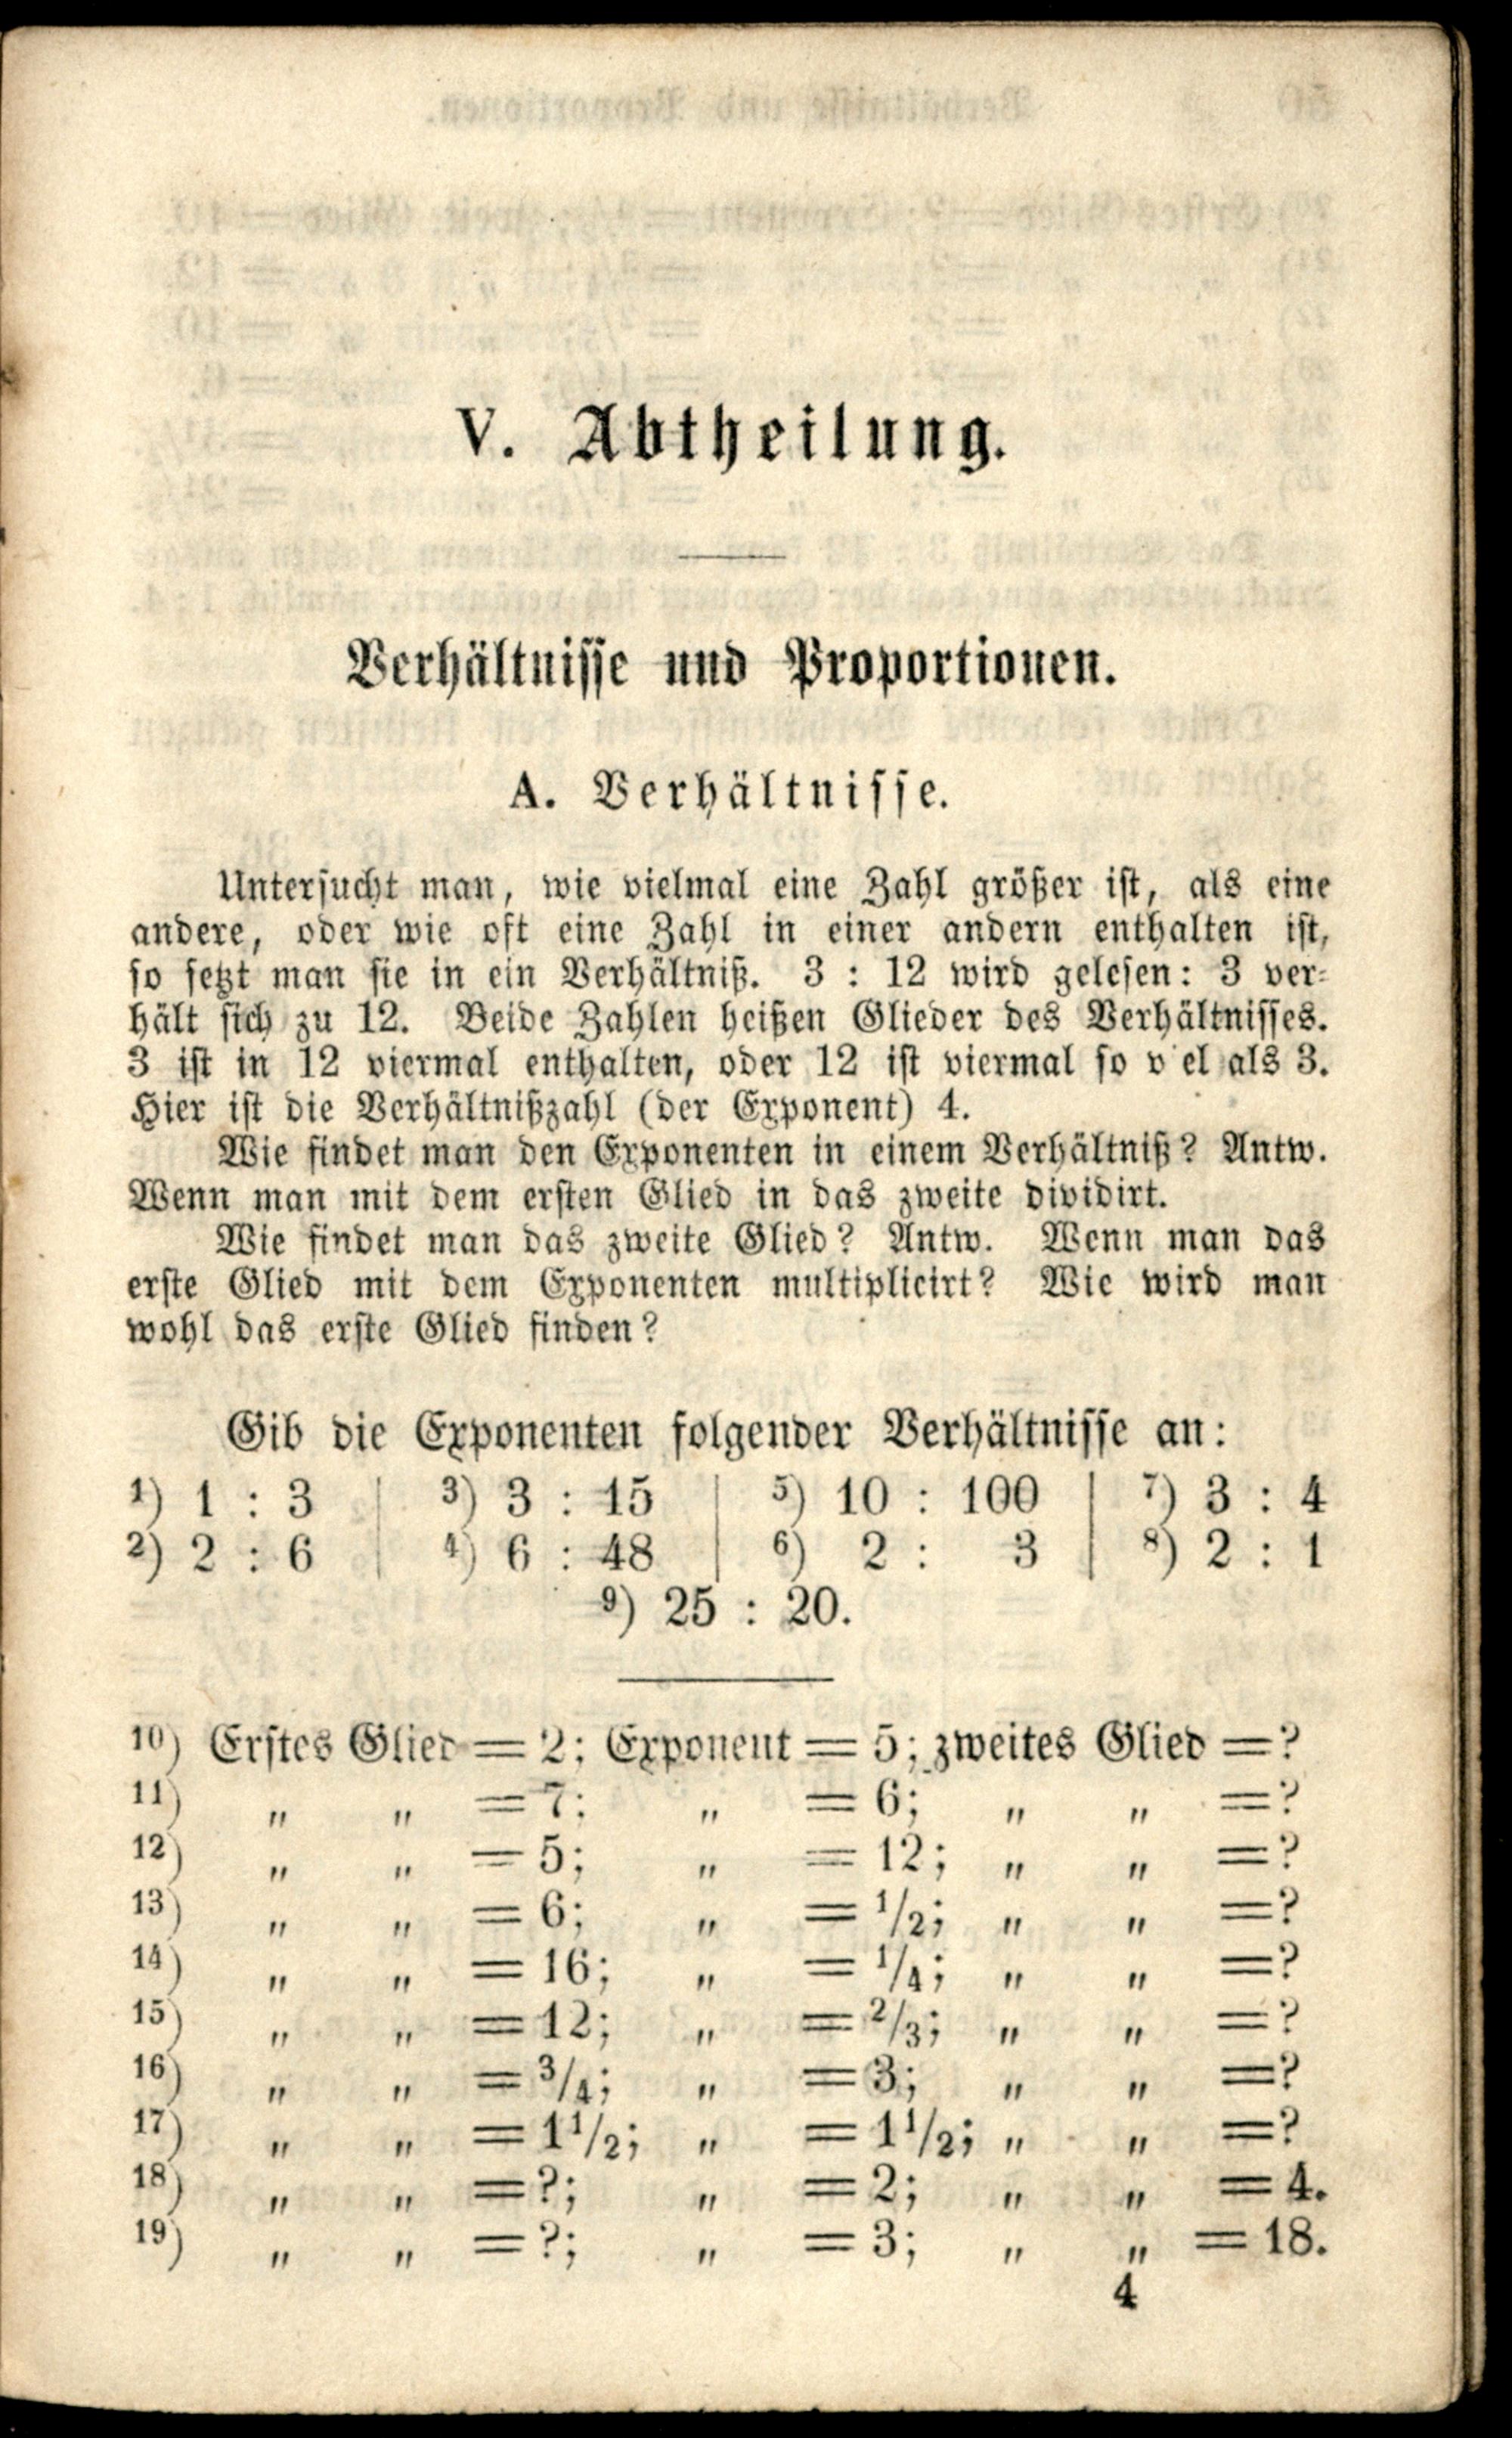 V. Abtheilung.
Verhältnisse und Proportionen.
A. Verhältnisse.
Untersucht man, wie vielmal eine Zahl größer ist, als eine
andere, oder wie oft eine Zahl in einer andern enthalten ist,
so setzt man sie in ein Verhältniß. 3 : 12 wird gelesen: 3 ver-
hält sich zu 12. Beide Zahlen heißen Glieder des Verhältnisses.
3 ist in 12 viermal enthalten, oder 12 ist viermal so v el als 3.
Hier ist die Verhältnißzahl (der Exponent) 4.
Wie findet man den Exponenten in einem Verhältniß? Antw.
Wenn man mit dem ersten Glied in das zweite dividirt.
Wie findet man das zweite Glied? Antw. Wenn man das
erste Glied mit dem Exponenten multiplicirt? Wie wird man
wohl das erste Glied finden?
Gib die Exponenten folgender Verhältnisse an:
1) 1 : 3 | 3) 3 : 15 | 5) 10 : 100 | 7) 3 : 4
2) 2 : 6 | 4) 6 : 48 | 6) 2 : 3 | 8) 2 : 1
9) 25 : 20.
10) Erstes Glied = 2; Exponent = 5; zweites Glied = ?
11) " " = 7; " = 6; " " = ?
12) " " = 5; " = 12; " " = ?
13) " " = 6; " = 1/2; " " = ?
14) " " = 16; " = 1/4; " " = ?
15) " " = 12; " = 2/3; " " = ?
16) " " = 3/4; " = 3; " " = ?
17) " " = 1 1/2; " = 1 1/2; " " = ?
18) " " = ?; " = 2; " " = 4.
19) " " = ?; " = 3; " " = 18.
4